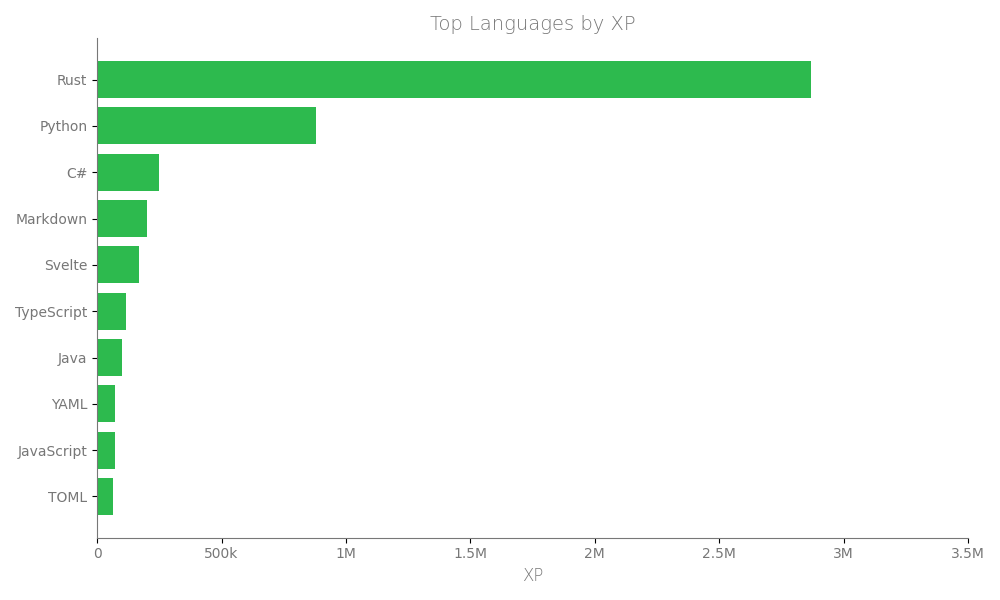 Top Languages by XP
Rust
Python
C#
Markdown
Svelte
TypeScript
Java
YAML
JavaScript
TOML
0 500k 1M 1.5M 2M 2.5M 3M 3.5M
XP